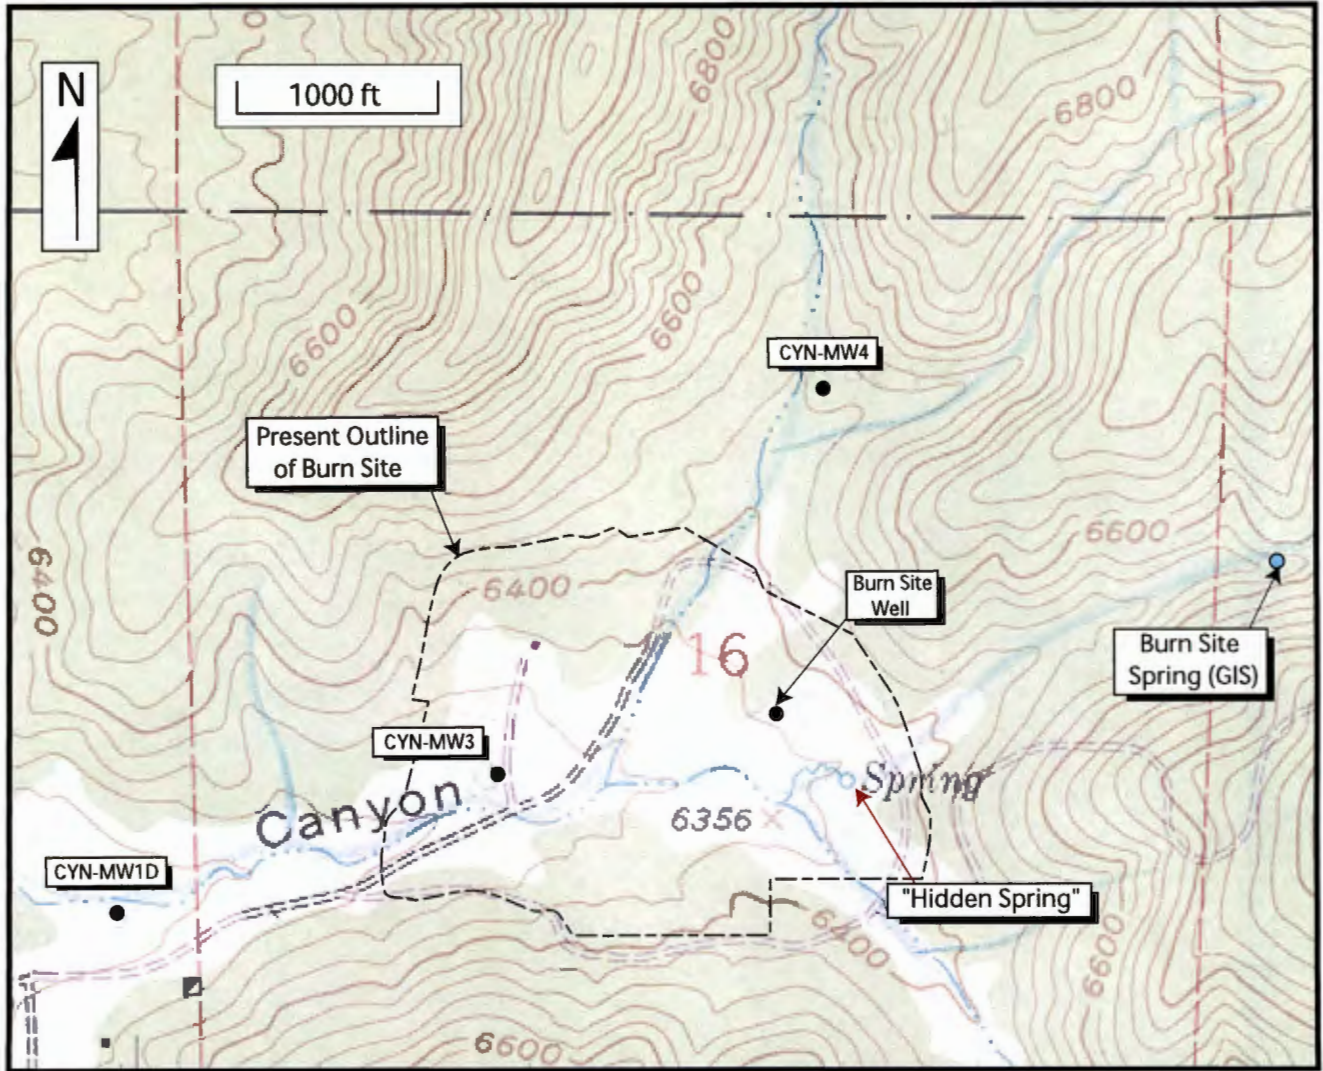 6800
N
1000 ft
6800
6600
6600
CYN-MW4
Present Outline
of Burn Site
6600
6400
6400
Burn Site
Well
16
Burn Site
Spring (GIS)
CYN-MW3
Spring
Canyon
6356
CYN-MW1D
"Hidden Spring"
6400
6600
6600